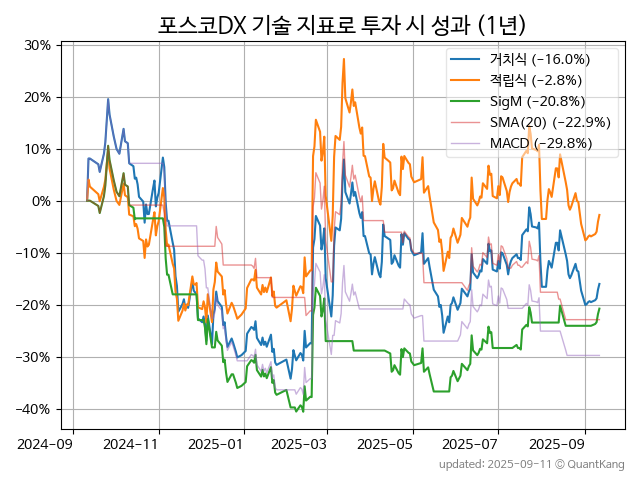 포스코DX 기술 지표로 투자 시 성과 (1년)
30%
20%
10%
0%
−10%
−20%
−30%
−40%
거치식 (−16.0%)
적립식 (−2.8%)
SigM (−20.8%)
SMA(20) (−22.9%)
MACD (−29.8%)
2024-09
2024-11
2025-01
2025-03
2025-05
2025-07
2025-09
updated: 2025-09-11 © QuantKang